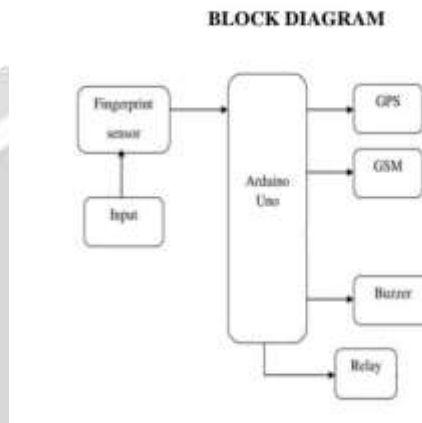 BLOCK DIAGRAM
Fingerprint
sensor
Input
Arduino
Uno
GPS
GSM
Buzzer
Relay